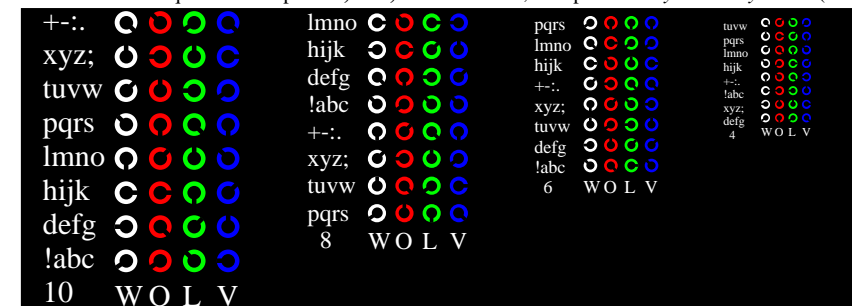 +-:.
xyz;
tuvw
pqrs
lmno
hijk
defg
!abc
10 W O L V
lmno
hijk
defg
!abc
+-:.
xyz;
tuvw
pqrs
8 W O L V
pqrs
lmno
hijk
+-:.
xyz;
tuvw
defg
!abc
6 W O L V
tuvw
pqrs
lmno
hijk
+-:.
!abc
xyz;
defg
4 W O L V